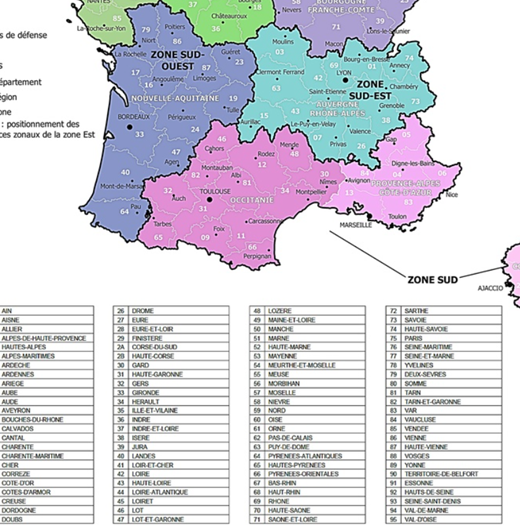 37
Bourges
18
58
Nevers
BOURGOGNE
FRANCHE-COMTÉ
NANTES
85
La-Roche-sur-Yon
79
Poitiers
Châteauroux
36
71
39
Lons-le-Saunier
Niort
86
Moulins
03
Macon
s de défense
La Rochelle
ZONE SUD-
OUEST
Guéret
23
Bourg-en-Bresse
01
74
Annecy
s
17
87
Limoges
Clermont Ferrand
69
LYON
ZONE
SUD-EST
département
16
Angoulême
63
42
Saint-Etienne
38
Chambéry
73
égion
NOUVELLE-AQUITAINE
19
Tulle
AUVERGNE
RHÔNE-ALPES
Grenoble
one
: positionnement des
ces zonaux de la zone Est
BORDEAUX
33
Périgueux
24
Aurillac
15
43
Le-Puy-en-Velay
07
Valence
Privas
26
05
Gap
46
Cahors
Mende
48
47
Agen
Rodez
12
Digne-les-Bains
40
Mont-de-Marsan
Montauban
82
Albi
81
30
Nîmes
84
Avignon
04
06
Nice
PROVENCE-ALPES
CÔTE-D'AZUR
32
Auch
TOULOUSE
31
OCCITANIE
34
Montpellier
13
83
Toulon
64
Pau
Tarbes
65
Foix
09
11
Carcassonne
66
Perpignan
MARSEILLE
ZONE SUD
AJACCIO
AIN
AISNE
ALLIER
ALPES-DE-HAUTE-PROVENCE
HAUTES-ALPES
ALPES-MARITIMES
ARDECHE
ARDENNES
ARIEGE
AUBE
AUDE
AVEYRON
BOUCHES-DU-RHONE
CALVADOS
CANTAL
CHARENTE
CHARENTE-MARITIME
CHER
CORREZE
COTE-D'OR
COTES-D'ARMOR
CREUSE
DORDOGNE
DOUBS
26 DROME
27 EURE
28 EURE-ET-LOIR
29 FINISTERE
2A CORSE-DU-SUD
2B HAUTE-CORSE
30 GARD
31 HAUTE-GARONNE
32 GERS
33 GIRONDE
34 HERAULT
35 ILLE-ET-VILAINE
36 INDRE
37 INDRE-ET-LOIRE
38 ISERE
39 JURA
40 LANDES
41 LOIR-ET-CHER
42 LOIRE
43 HAUTE-LOIRE
44 LOIRE-ATLANTIQUE
45 LOIRET
46 LOT
47 LOT-ET-GARONNE
48 LOZERE
49 MAINE-ET-LOIRE
50 MANCHE
51 MARNE
52 HAUTE-MARNE
53 MAYENNE
54 MEURTHE-ET-MOSELLE
55 MEUSE
56 MORBIHAN
57 MOSELLE
58 NIEVRE
59 NORD
60 OISE
61 ORNE
62 PAS-DE-CALAIS
63 PUY-DE-DOME
64 PYRENEES-ATLANTIQUES
65 HAUTES-PYRENEES
66 PYRENEES-ORIENTALES
67 BAS-RHIN
68 HAUT-RHIN
69 RHONE
70 HAUTE-SAONE
71 SAONE-ET-LOIRE
72 SARTHE
73 SAVOIE
74 HAUTE-SAVOIE
75 PARIS
76 SEINE-MARITIME
77 SEINE-ET-MARNE
78 YVELINES
79 DEUX-SEVRES
80 SOMME
81 TARN
82 TARN-ET-GARONNE
83 VAR
84 VAUCLUSE
85 VENDEE
86 VIENNE
87 HAUTE-VIENNE
88 VOSGES
89 YONNE
90 TERRITOIRE-DE-BELFORT
91 ESSONNE
92 HAUTS-DE-SEINE
93 SEINE-SAINT-DENIS
94 VAL-DE-MARNE
95 VAL-D'OISE